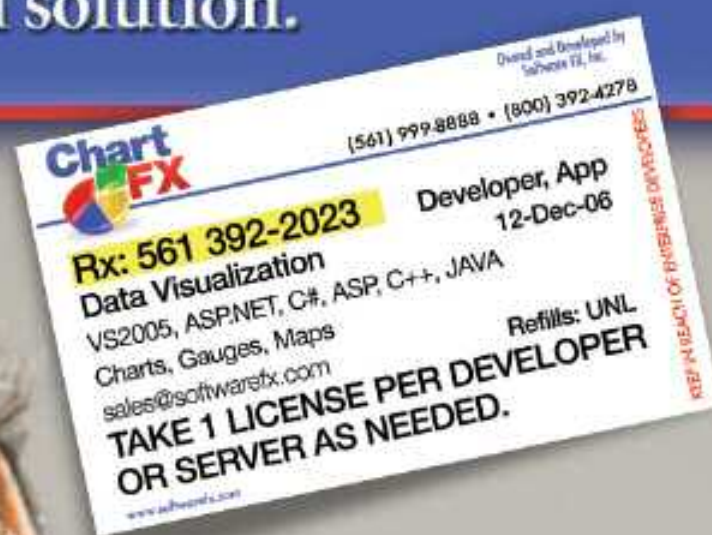 solution.
Owned and Developed by
Software FX, Inc.
(561) 999-8888 • (800) 392-4278
Chart
FX
Rx: 561 392-2023
Developer, App
Data Visualization
12-Dec-06
VS2005, ASP.NET, C#, ASP, C++, JAVA
Charts, Gauges, Maps
Refills: UNL
sales@softwarefx.com
TAKE 1 LICENSE PER DEVELOPER
OR SERVER AS NEEDED.
www.softwarefx.com
KEEP IN REACH OF ENTERPRISE DEVELOPERS